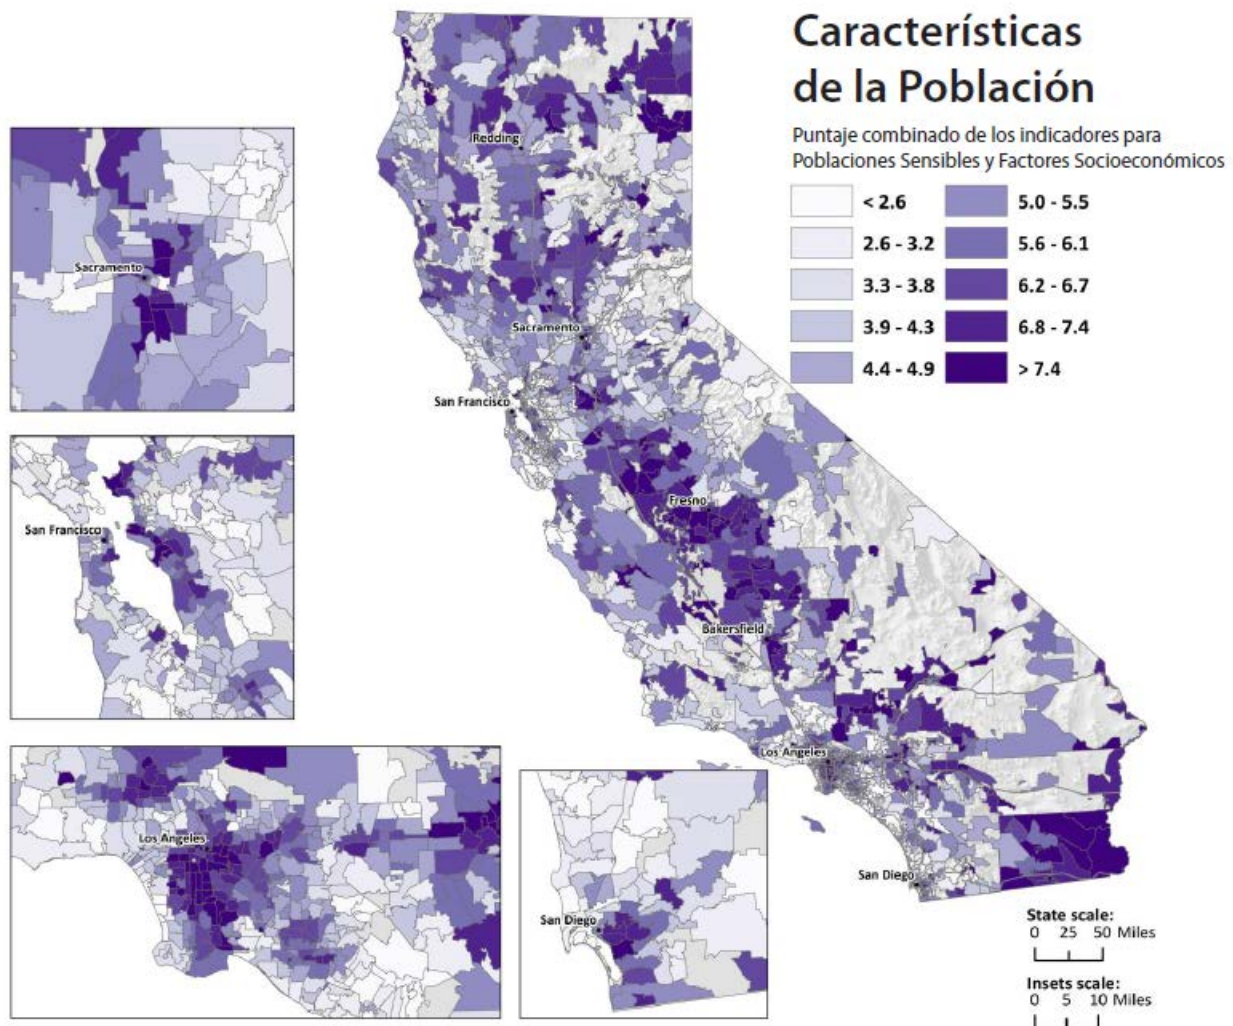 Características
de la Población
Puntaje combinado de los indicadores para
Poblaciones Sensibles y Factores Socioeconómicos
< 2.6
2.6 - 3.2
3.3 - 3.8
3.9 - 4.3
4.4 - 4.9
5.0 - 5.5
5.6 - 6.1
6.2 - 6.7
6.8 - 7.4
> 7.4
Redding
Sacramento
San Francisco
Fresno
Bakersfield
Los Angeles
San Diego
Sacramento
San Francisco
Los Angeles
San Diego
State scale:
0 25 50 Miles
Insets scale:
0 5 10 Miles